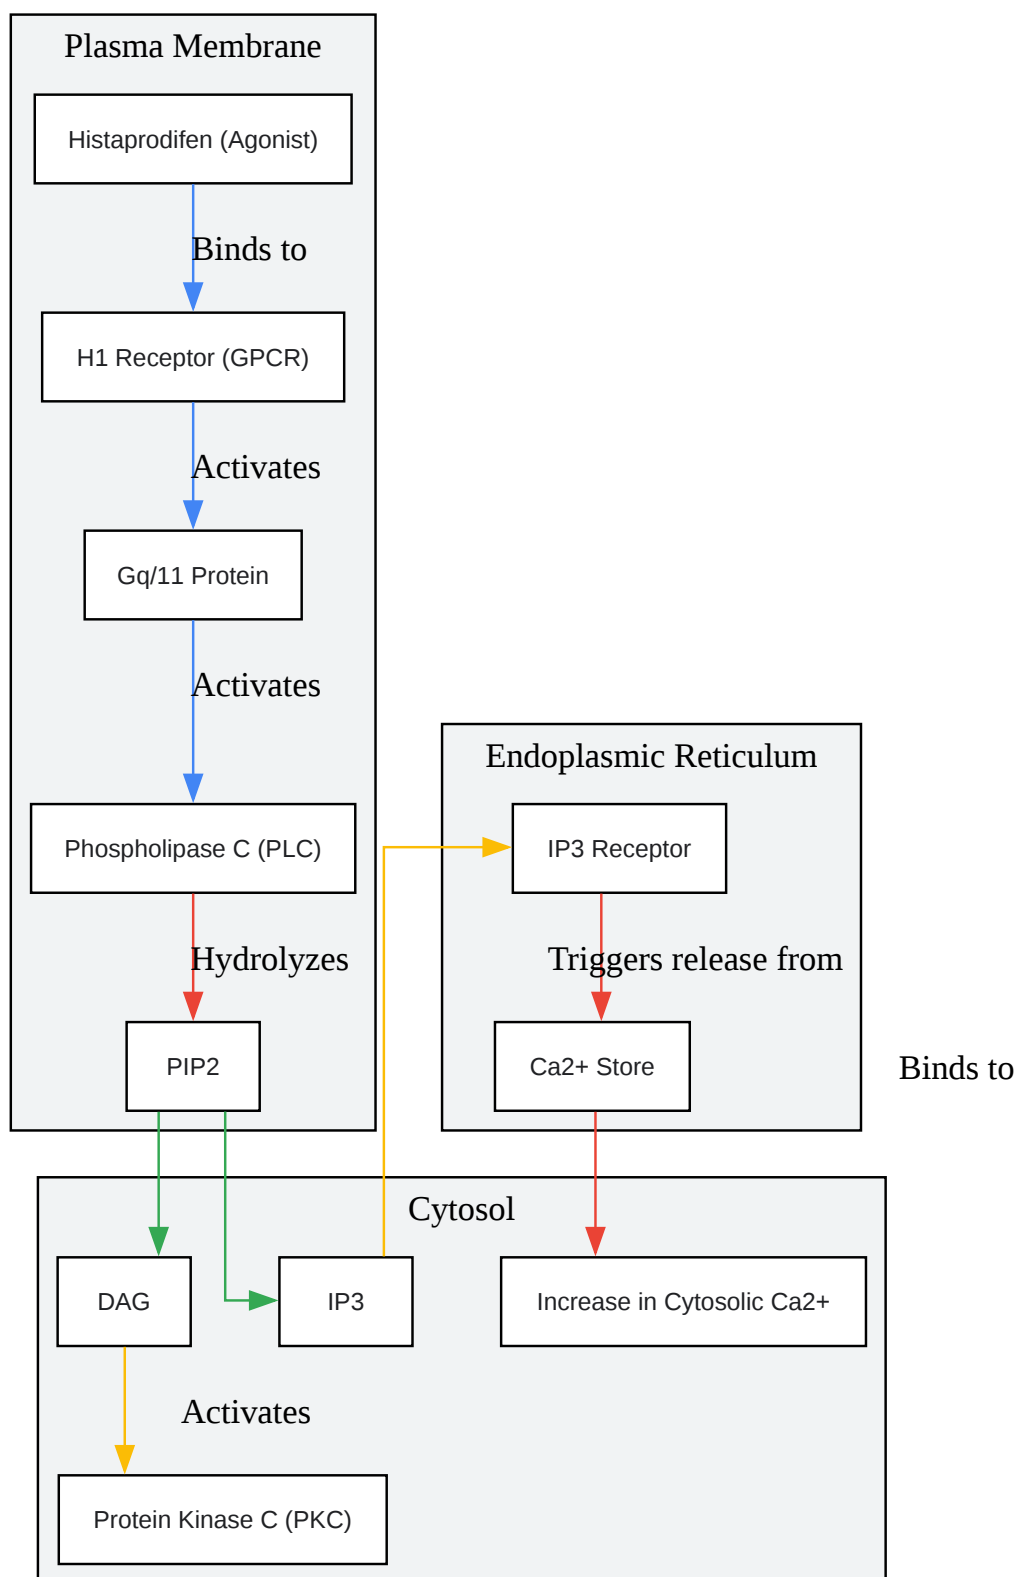 Plasma Membrane
Histaprodifen (Agonist)
Binds to
H1 Receptor (GPCR)
Activates
Gq/11 Protein
Activates
Phospholipase C (PLC)
Hydrolyzes
PIP2
Endoplasmic Reticulum
IP3 Receptor
Triggers release from
Ca2+ Store
Binds to
Cytosol
DAG
IP3
Increase in Cytosolic Ca2+
Activates
Protein Kinase C (PKC)